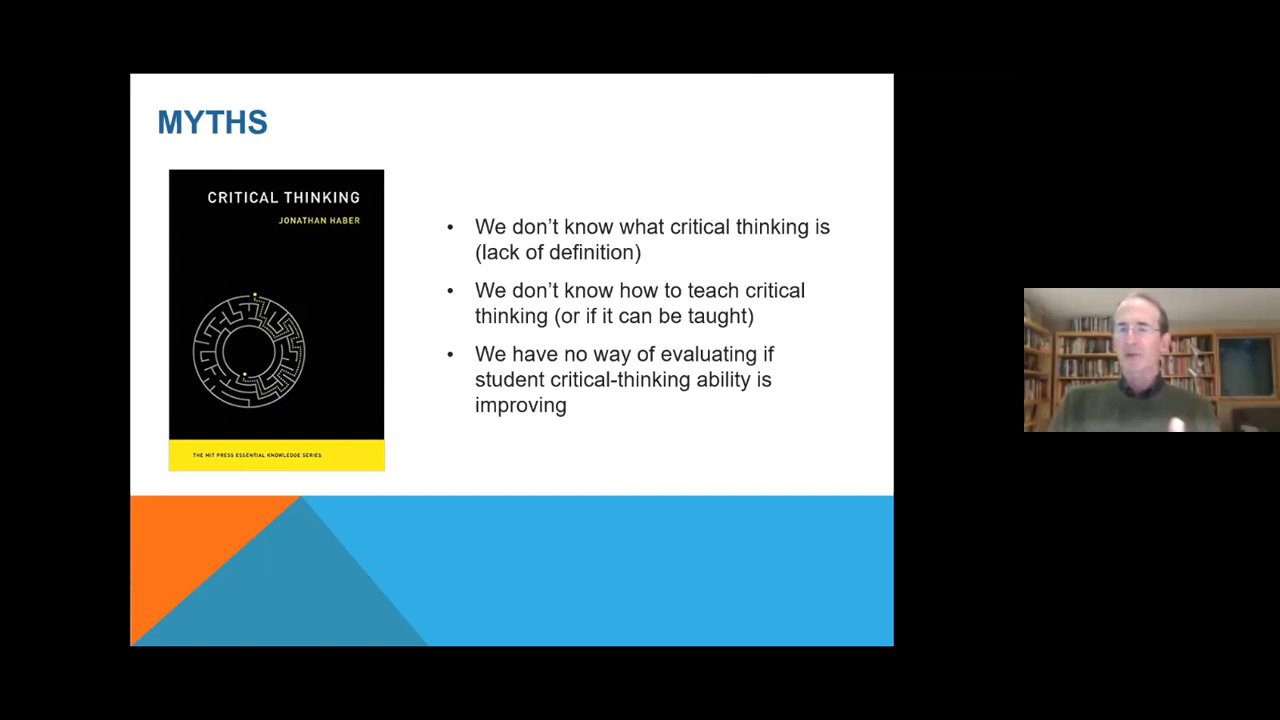 MYTHS
CRITICAL THINKING
JONATHAN HABER
THE MIT PRESS ESSENTIAL KNOWLEDGE SERIES
• We don’t know what critical thinking is
(lack of definition)
• We don’t know how to teach critical
thinking (or if it can be taught)
• We have no way of evaluating if
student critical-thinking ability is
improving